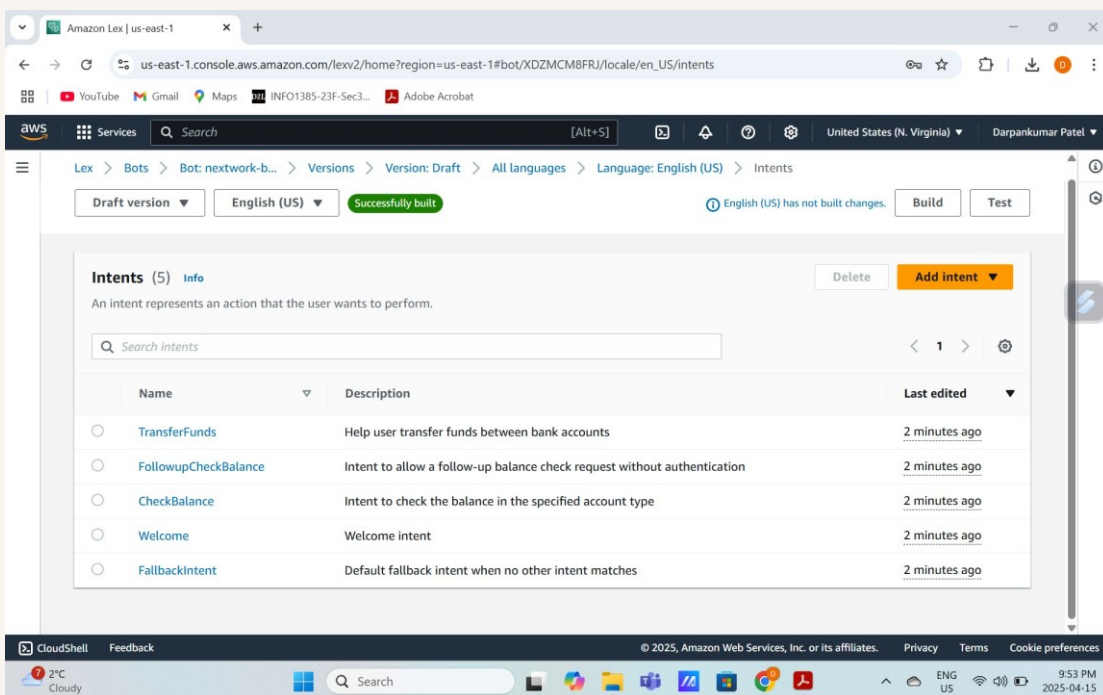 Amazon Lex | us-east-1
us-east-1.console.aws.amazon.com/lexv2/home?region=us-east-1#bot/XDZMCM8FRJ/locale/en_US/intents
D
YouTube Gmail Maps D2L INFO1385-23F-Sec3... Adobe Acrobat
aws Services Search [Alt+S] United States (N. Virginia) ▼ Darpankumar Patel ▼
Lex > Bots > Bot: nextwork-b... > Versions > Version: Draft > All languages > Language: English (US) > Intents
Draft version ▼ English (US) ▼ Successfully built English (US) has not built changes. Build Test
Intents (5) Info Delete Add intent ▼
An intent represents an action that the user wants to perform.
Search intents < 1 >
Name Description Last edited
TransferFunds Help user transfer funds between bank accounts 2 minutes ago
FollowupCheckBalance Intent to allow a follow-up balance check request without authentication 2 minutes ago
CheckBalance Intent to check the balance in the specified account type 2 minutes ago
Welcome Welcome intent 2 minutes ago
FallbackIntent Default fallback intent when no other intent matches 2 minutes ago
CloudShell Feedback © 2025, Amazon Web Services, Inc. or its affiliates. Privacy Terms Cookie preferences
7 2°C Search ENG 9:53 PM
Cloudy US 2025-04-15